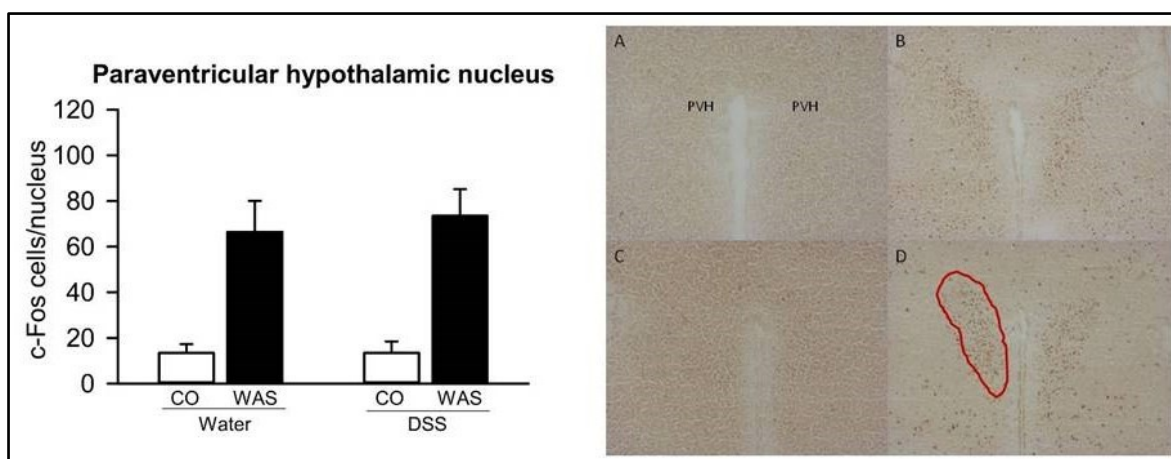 Paraventricular hypothalamic nucleus
c-Fos cells/nucleus
120
100
80
60
40
20
0
CO WAS CO WAS
Water DSS
A
PVH PVH
B
C
D